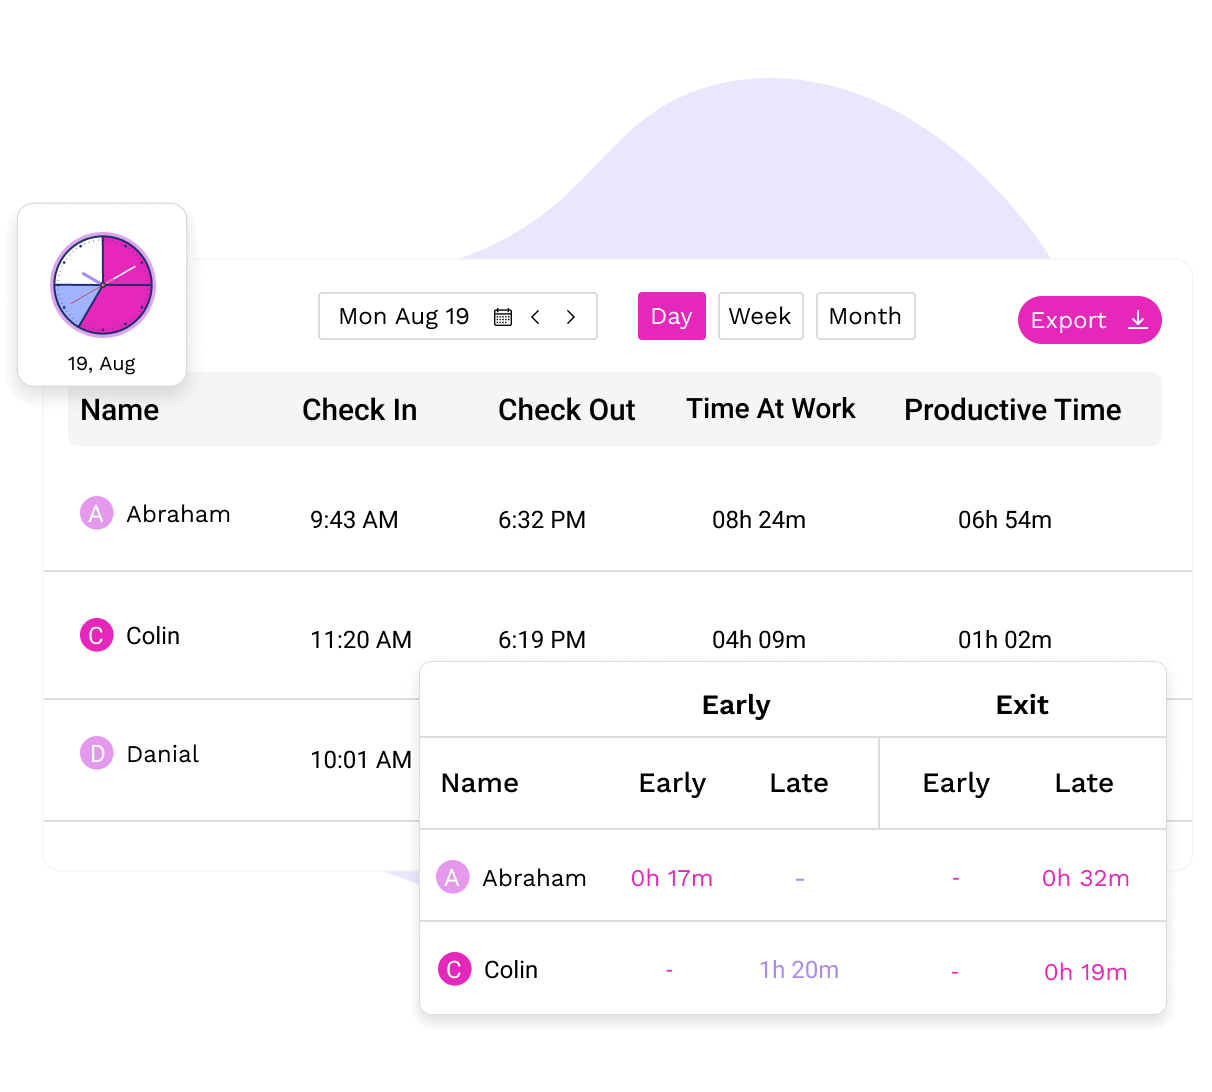 19, Aug
Mon Aug 19
Day Week Month
Export
Name Check In Check Out Time At Work Productive Time
A Abraham 9:43 AM 6:32 PM 08h 24m 06h 54m
C Colin 11:20 AM 6:19 PM 04h 09m 01h 02m
D Danial 10:01 AM
Early Exit
Name Early Late Early Late
A Abraham 0h 17m - - 0h 32m
C Colin - 1h 20m - 0h 19m